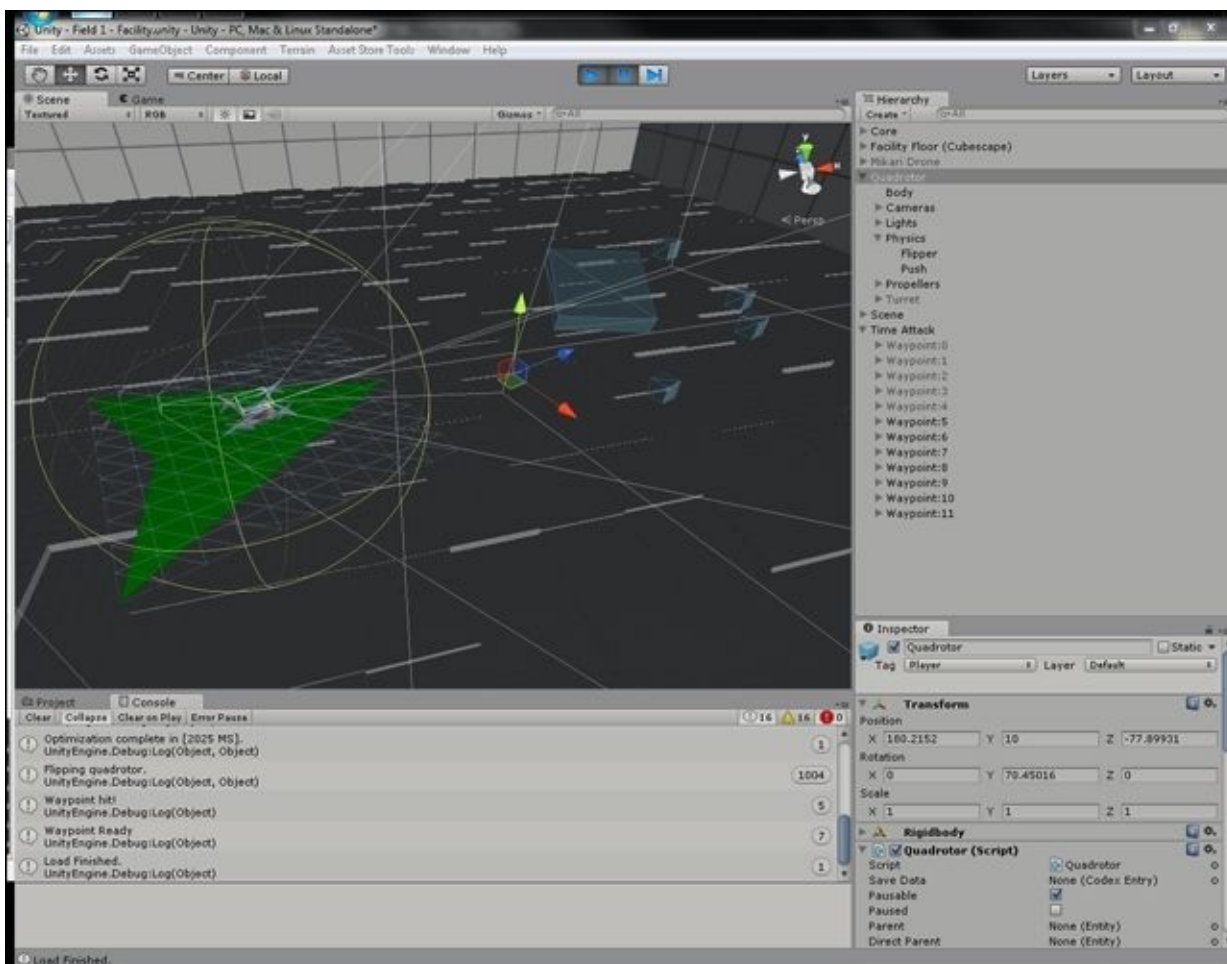 Unity - Field 1 - Facility.unity - Unity - PC, Mac & Linux Standalone*
File Edit Assets GameObject Component Terrain Asset Store Tools Window Help
Center Local
Layers Layout
Scene Game
Textured RGB Gizmos All
y
Persp
Hierarchy
Create All
Core
Facility Floor (Cubescape)
Mikari Drone
Quadrotor
Body
Cameras
Lights
Physics
Flipper
Push
Propellers
Turret
Scene
Time Attack
Waypoint:0
Waypoint:1
Waypoint:2
Waypoint:3
Waypoint:4
Waypoint:5
Waypoint:6
Waypoint:7
Waypoint:8
Waypoint:9
Waypoint:10
Waypoint:11
Inspector
Quadrotor Static
Tag Player Layer Default
Transform
Position
X 180.2152 Y 10 Z -77.89931
Rotation
X 0 Y 70.45016 Z 0
Scale
X 1 Y 1 Z 1
Rigidbody
Quadrotor (Script)
Script Quadrotor
Save Data None (Codex Entry)
Pausable
Paused
Parent None (Entity)
Direct Parent None (Entity)
Project Console
Clear Collapse Clear on Play Error Pause 16 16 0
Optimization complete in [2025 MS]. 1
UnityEngine.Debug:Log(Object, Object)
Flipping quadrotor. 1004
UnityEngine.Debug:Log(Object, Object)
Waypoint hit! 5
UnityEngine.Debug:Log(Object)
Waypoint Ready 7
UnityEngine.Debug:Log(Object)
Load Finished. 1
UnityEngine.Debug:Log(Object)
Load Finished.